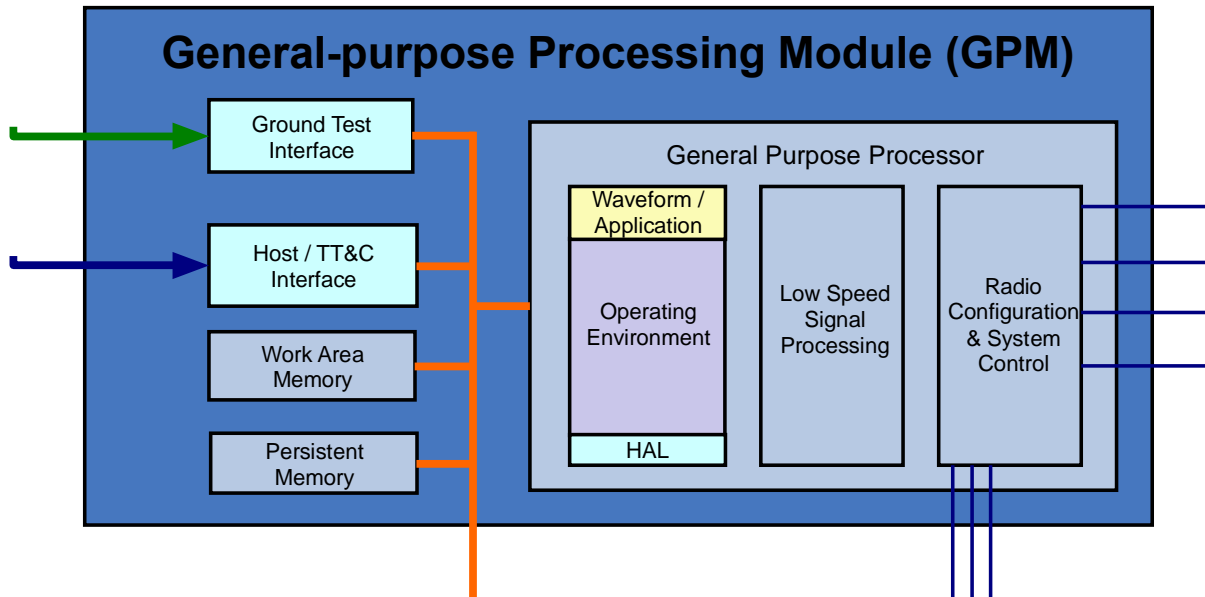 General-purpose Processing Module (GPM)
Ground Test
Interface
Host / TT&C
Interface
Work Area
Memory
Persistent
Memory
General Purpose Processor
Waveform /
Application
Operating
Environment
HAL
Low Speed
Signal
Processing
Radio
Configuration
& System
Control